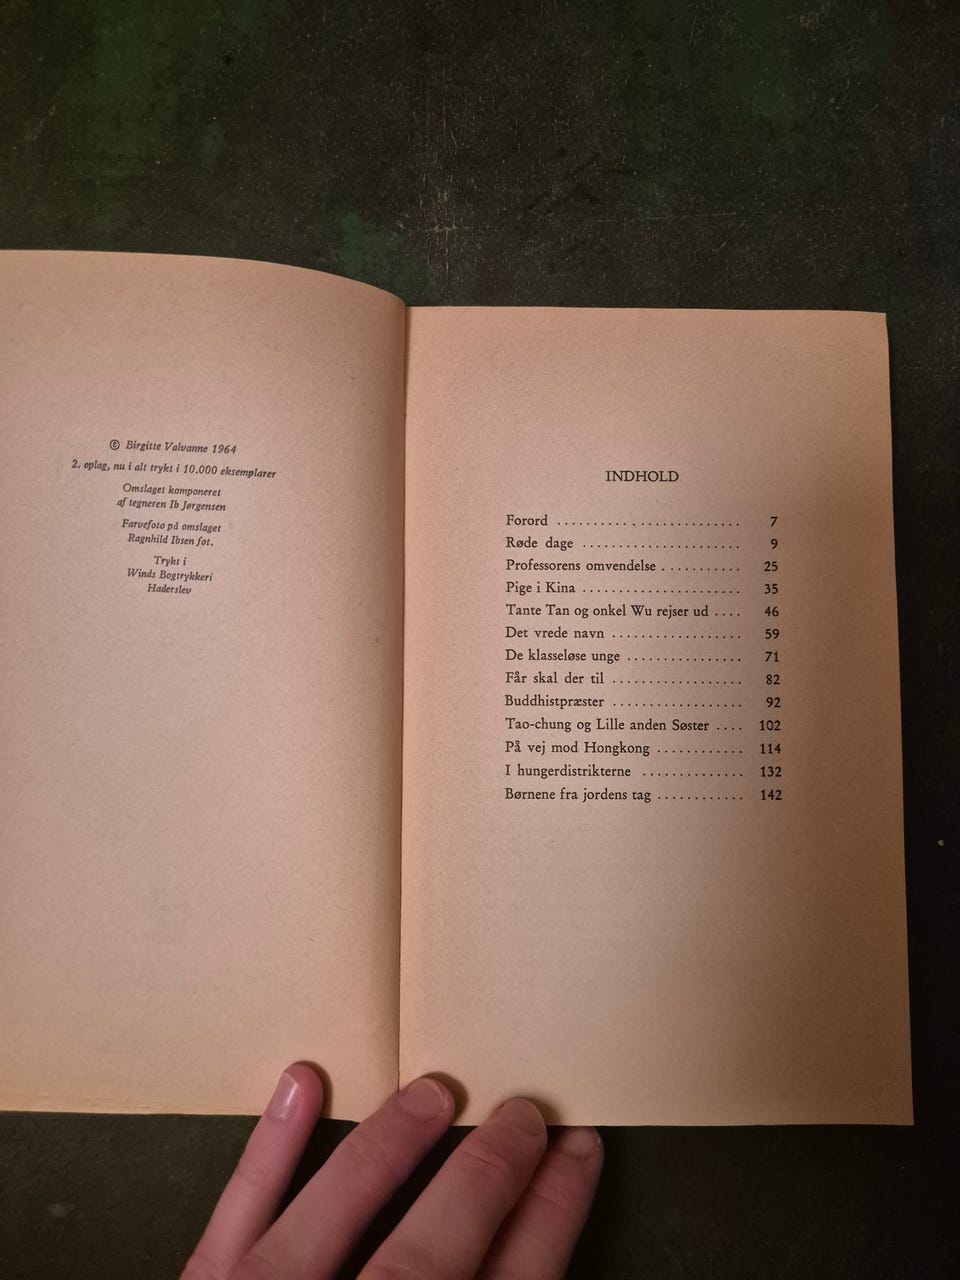 © Birgitte Valvanne 1964
2. oplag, nu i alt trykt i 10.000 eksemplarer
Omslaget komponeret
af tegneren Ib Jørgensen
Farvefoto på omslaget
Ragnhild Ibsen fot.
Trykt i
Winds Bogtrykkeri
Haderslev
INDHOLD
Forord ......................... 7
Røde dage ...................... 9
Professorens omvendelse ........... 25
Pige i Kina ...................... 35
Tante Tan og onkel Wu rejser ud .... 46
Det vrede navn .................. 59
De klasseløse unge ................ 71
Får skal der til .................. 82
Buddhistpræster .................. 92
Tao-chung og Lille anden Søster .... 102
På vej mod Hongkong ............ 114
I hungerdistrikterne .............. 132
Børnene fra jordens tag ............ 142